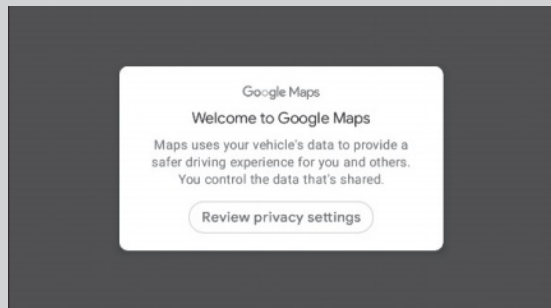 Google Maps
Welcome to Google Maps
Maps uses your vehicle's data to provide a
safer driving experience for you and others.
You control the data that's shared.
Review privacy settings